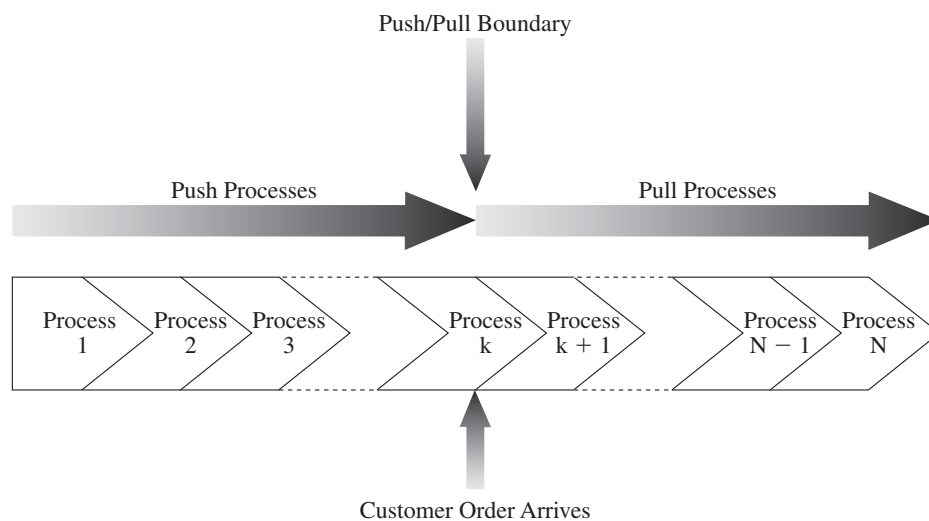 Push/Pull Boundary
Push Processes
Pull Processes
Process
1
Process
2
Process
3
Process
k
Process
k + 1
Process
N − 1
Process
N
Customer Order Arrives